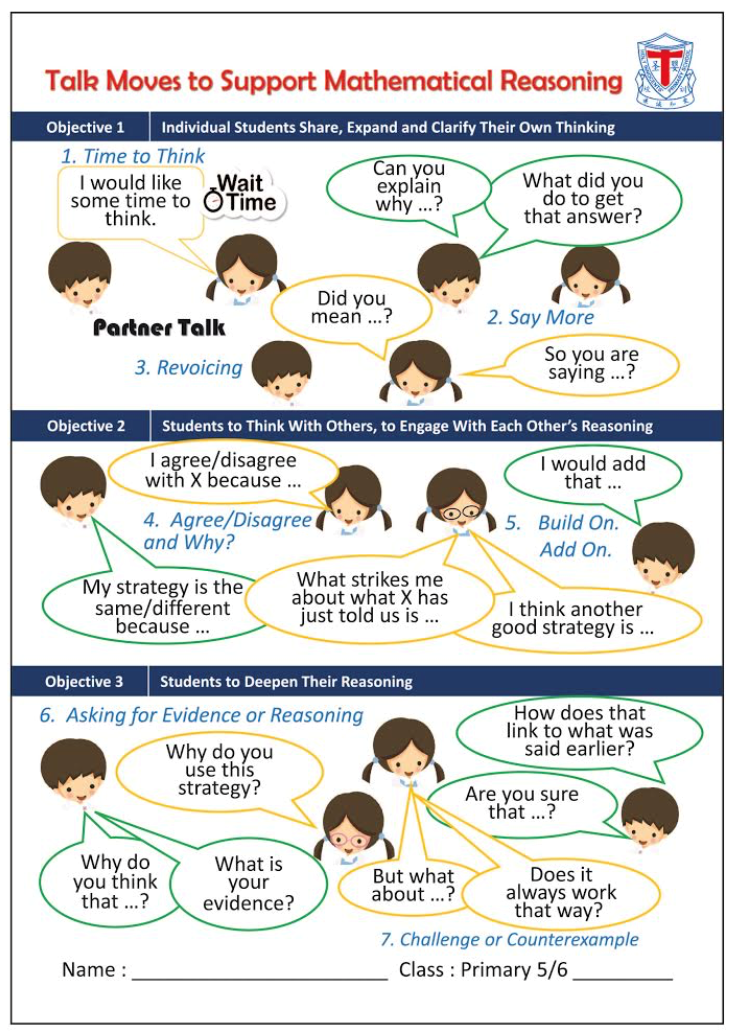 Talk Moves to Support Mathematical Reasoning
聖 嬰
Objective 1 Individual Students Share, Expand and Clarify Their Own Thinking
1. Time to Think
I would like
some time to
think.
Wait
Time
Can you
explain
why ...?
What did you
do to get
that answer?
Partner Talk
Did you
mean ...?
2. Say More
3. Revoicing
So you are
saying ...?
Objective 2 Students to Think With Others, to Engage With Each Other's Reasoning
I agree/disagree
with X because ...
4. Agree/Disagree
and Why?
I would add
that ...
5. Build On.
Add On.
My strategy is the
same/different
because ...
What strikes me
about what X has
just told us is ...
I think another
good strategy is ...
Objective 3 Students to Deepen Their Reasoning
6. Asking for Evidence or Reasoning
Why do you
use this
strategy?
How does that
link to what was
said earlier?
Are you sure
that ...?
Why do
you think
that ...?
What is
your
evidence?
But what
about ...?
Does it
always work
that way?
7. Challenge or Counterexample
Name : ____________________ Class : Primary 5/6 ________